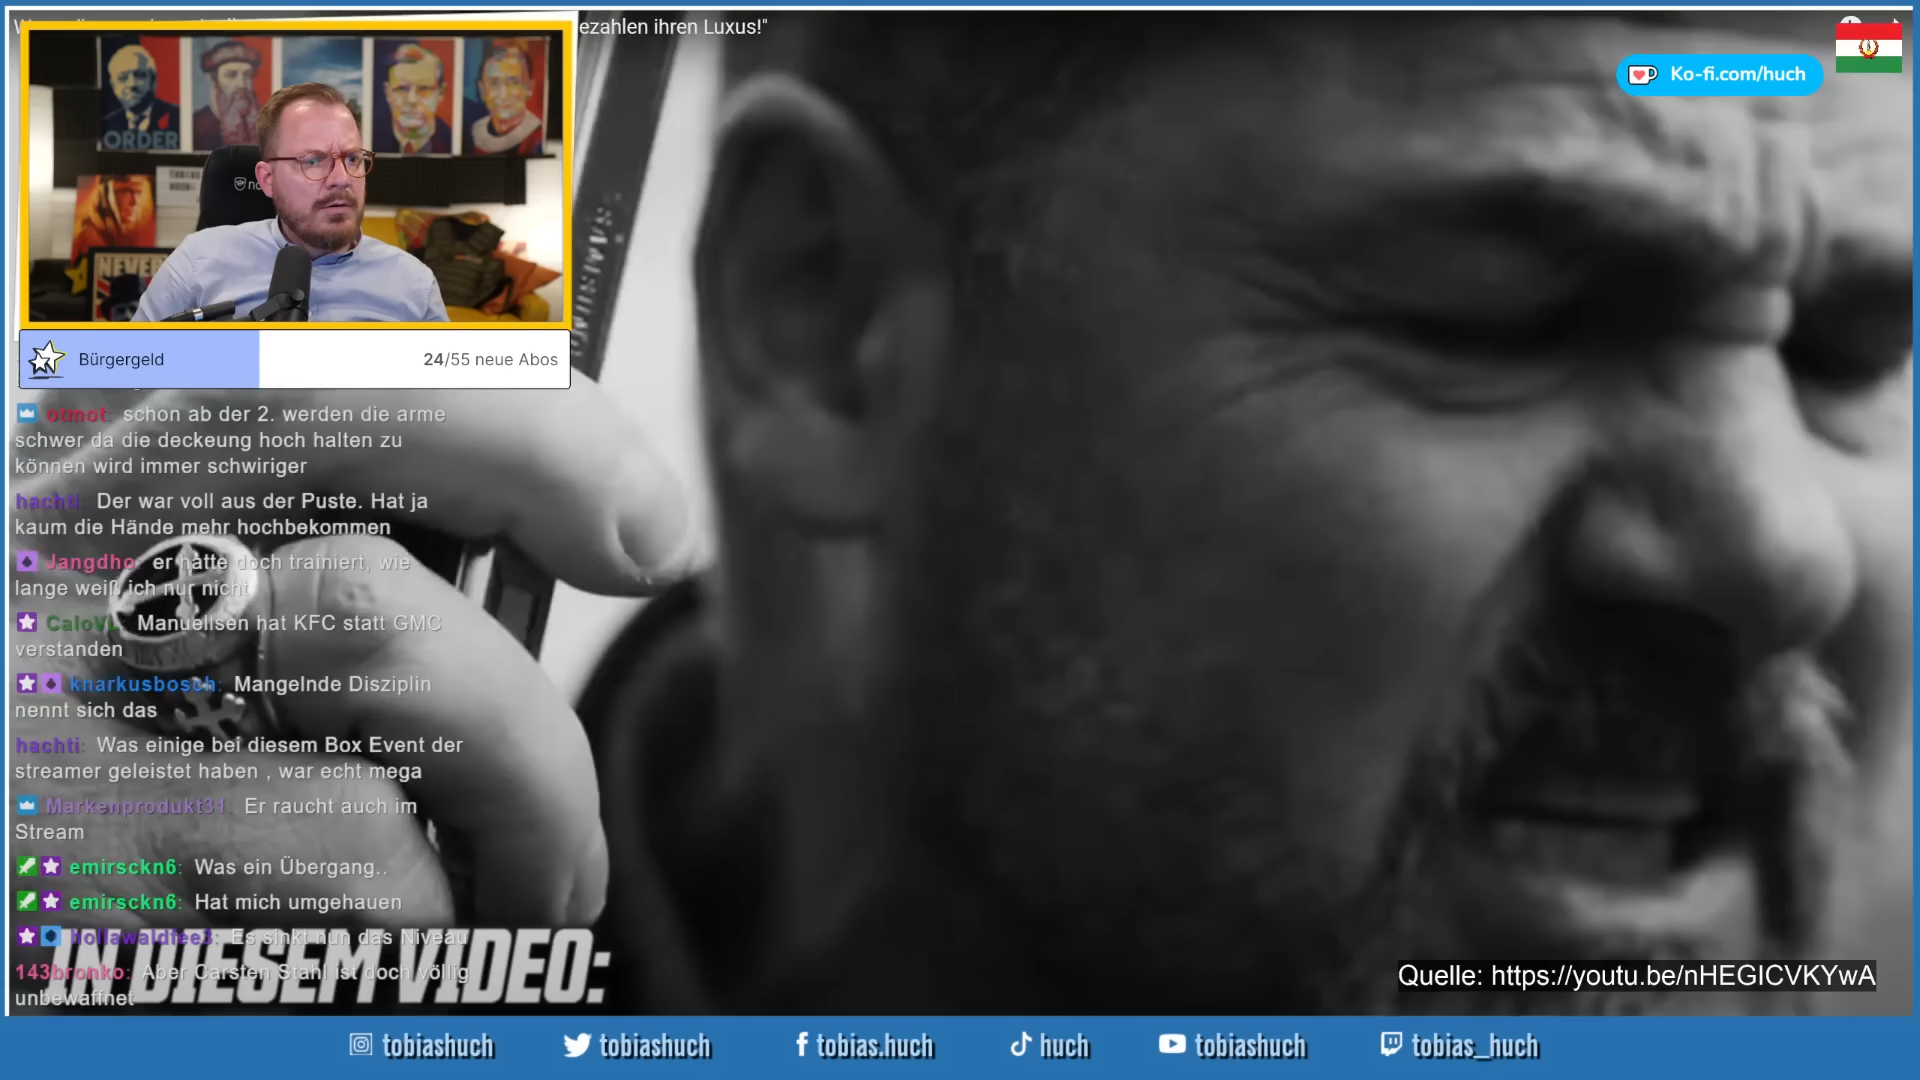 ezahlen ihren Luxus!"
Ko-fi.com/huch
ORDER
NEVER
Bürgergeld
24/55 neue Abos
otmot: schon ab der 2. werden die arme
schwer da die deckeung hoch halten zu
können wird immer schwiriger
hachti: Der war voll aus der Puste. Hat ja
kaum die Hände mehr hochbekommen
Jangdho: er hatte doch trainiert, wie
lange weiß ich nur nicht
Manuellsen hat KFC statt GMC
verstanden
knarkusbosch: Mangelnde Disziplin
nennt sich das
hachti: Was einige bei diesem Box Event der
streamer geleistet haben , war echt mega
Markenprodukt31: Er raucht auch im
Stream
emirsckn6: Was ein Übergang..
emirsckn6: Hat mich umgehauen
hollawaldfee3: Es sinkt nun das Niveau
143bronko: Aber Carsten Stahl ist doch völlig
unbewaffnet
IN DIESEM VIDEO:
Quelle: https://youtu.be/nHEGICVKYwA
tobiashuch
tobiashuch
tobias.huch
huch
tobiashuch
tobias_huch